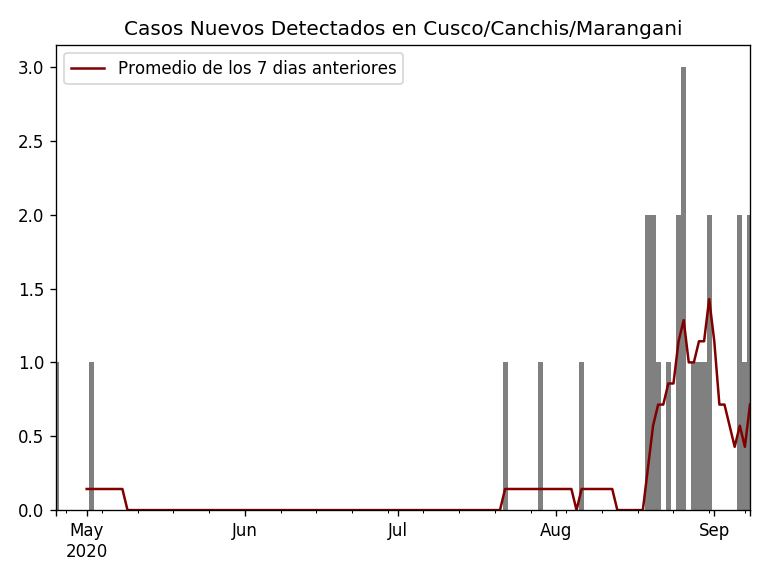 Casos Nuevos Detectados en Cusco/Canchis/Marangani
Promedio de los 7 dias anteriores
3.0
2.5
2.0
1.5
1.0
0.5
0.0
May Jun Jul Aug Sep
2020